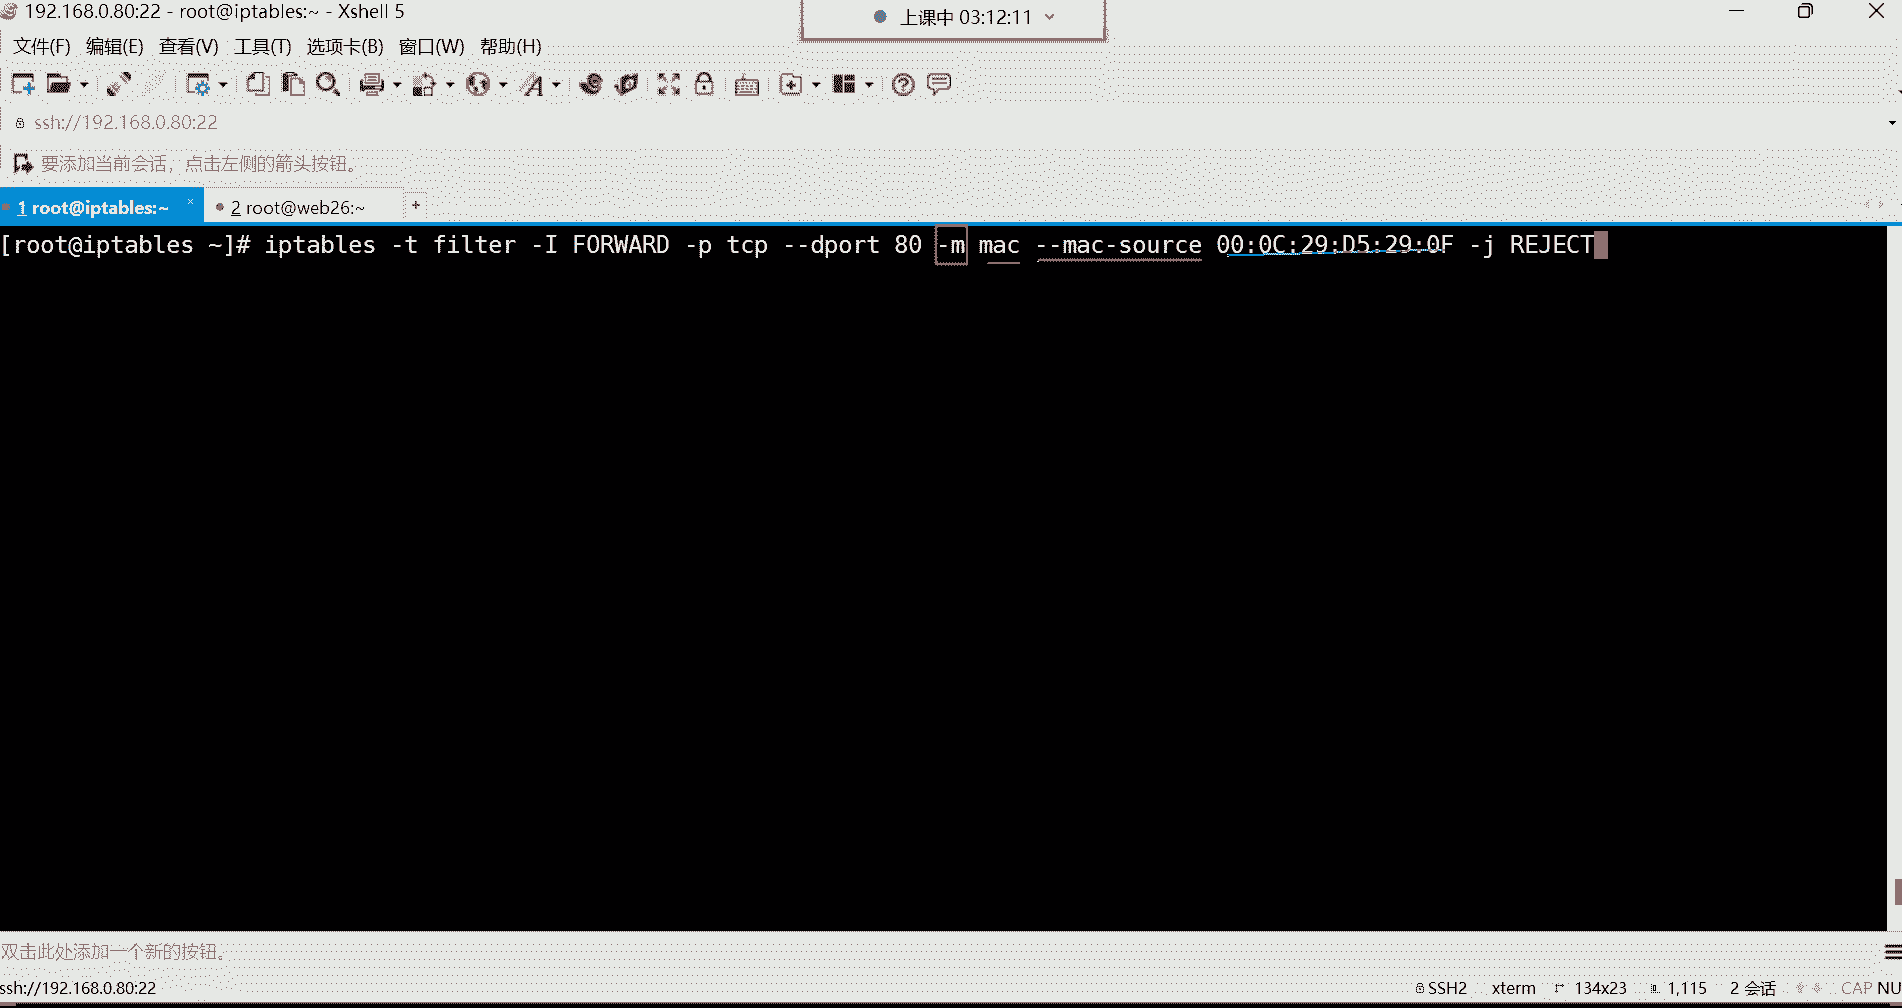 192.168.0.80:22 - root@iptables:~ - Xshell 5
上课中 03:12:11
文件(F) 编辑(E) 查看(V) 工具(T) 选项卡(B) 窗口(W) 帮助(H)
ssh://192.168.0.80:22
要添加当前会话，点击左侧的箭头按钮。
1 root@iptables:~ × 2 root@web26:~ +
[root@iptables ~]# iptables -t filter -I FORWARD -p tcp --dport 80 -m mac --mac-source 00:0C:29:D5:29:0F -j REJECT
双击此处添加一个新的按钮。
ssh://192.168.0.80:22 SSH2 xterm 134x23 1,115 2 会话 CAP NU